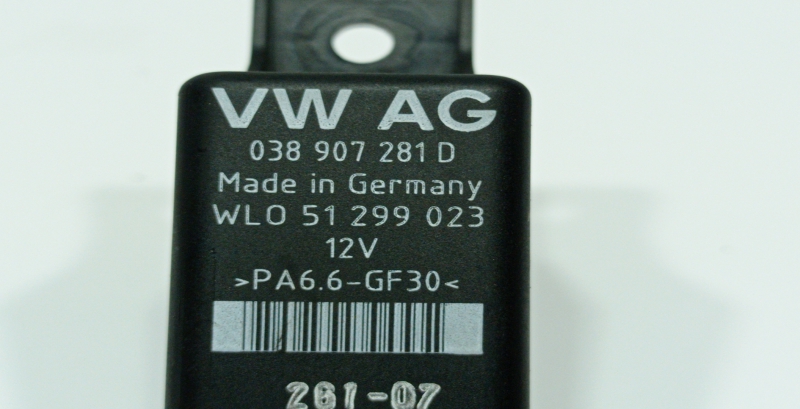 VW AG
038 907 281 D
Made in Germany
WLO 51 299 023
12V
>PA6.6-GF30<
261-07